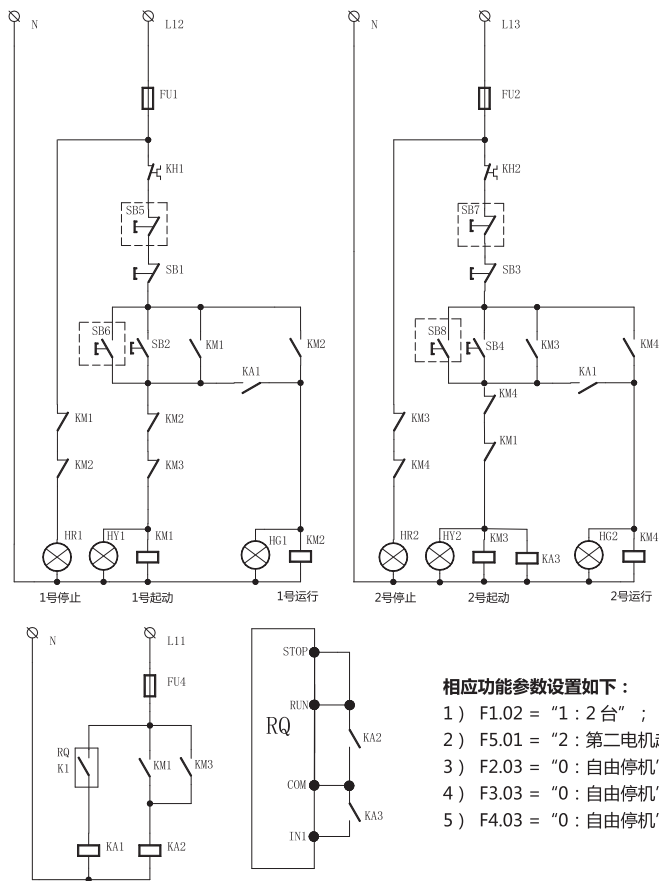 N
L12
N
L13
FU1
FU2
KH1
KH2
SB5
SB7
SB1
SB3
SB6
SB2
KM1
KM2
SB8
SB4
KM3
KM4
KA1
KA1
KM1
KM2
KM3
KM4
KM2
KM3
KM4
KM1
HR1
HY1
KM1
HG1
KM2
HR2
HY2
KM3
KA3
HG2
KM4
1号停止
1号起动
1号运行
2号停止
2号起动
2号运行
N
L11
FU4
RQ
K1
KM1
KM3
KA1
KA2
STOP
RUN
RQ
KA2
COM
KA3
IN1
相应功能参数设置如下：
1） F1.02 = “1：2 台” ；
2） F5.01 = “2：第二电机
3） F2.03 = “0：自由停机”
4） F3.03 = “0：自由停机”
5） F4.03 = “0：自由停机”